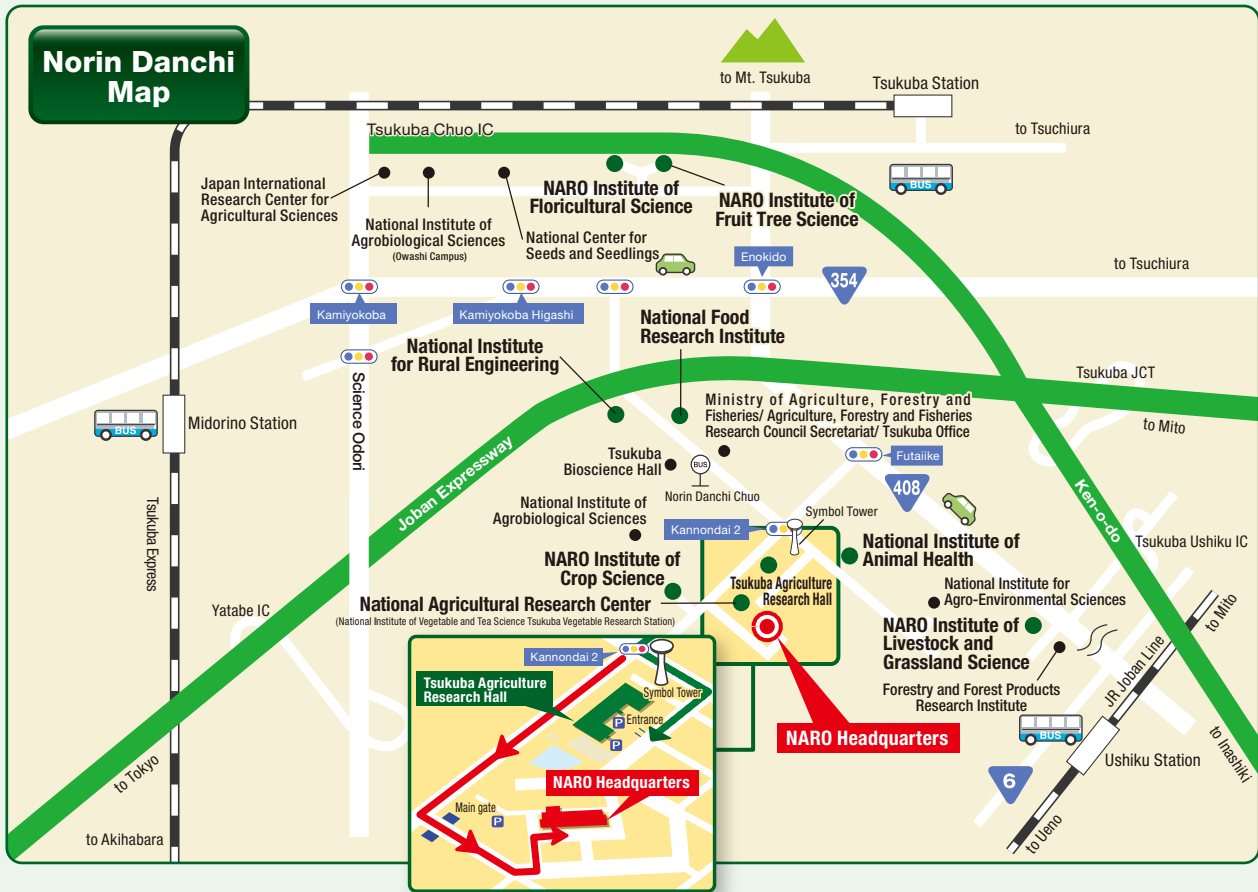 Norin Danchi
Map
to Mt. Tsukuba
Tsukuba Station
Tsukuba Chuo IC
to Tsuchiura
BUS
Japan International
Research Center for
Agricultural Sciences
National Institute of
Agrobiological Sciences
(Owashi Campus)
National Center for
Seeds and Seedlings
NARO Institute of
Floricultural Science
NARO Institute of
Fruit Tree Science
Enokido
354
to Tsuchiura
Kamiyokoba
Kamiyokoba Higashi
National Food
Research Institute
National Institute
for Rural Engineering
Science Odori
Tsukuba JCT
to Mito
BUS
Midorino Station
Ministry of Agriculture, Forestry and
Fisheries/ Agriculture, Forestry and Fisheries
Research Council Secretariat/ Tsukuba Office
Tsukuba
Bioscience Hall
BUS
Norin Danchi Chuo
Futaiike
408
Joban Expressway
Ken-o-do
Tsukuba Express
National Institute of
Agrobiological Sciences
Kannondai 2
Symbol Tower
National Institute of
Animal Health
Tsukuba Ushiku IC
NARO Institute of
Crop Science
Tsukuba Agriculture
Research Hall
National Institute for
Agro-Environmental Sciences
National Agricultural Research Center
(National Institute of Vegetable and Tea Science Tsukuba Vegetable Research Station)
Yatabe IC
NARO Institute of
Livestock and
Grassland Science
to Mito
JR Joban Line
Forestry and Forest Products
Research Institute
BUS
NARO Headquarters
Ushiku Station
to Inashiki
6
to Ueno
to Tokyo
to Akihabara
Kannondai 2
Tsukuba Agriculture
Research Hall
Symbol Tower
P
Entrance
P
NARO Headquarters
Main gate
P